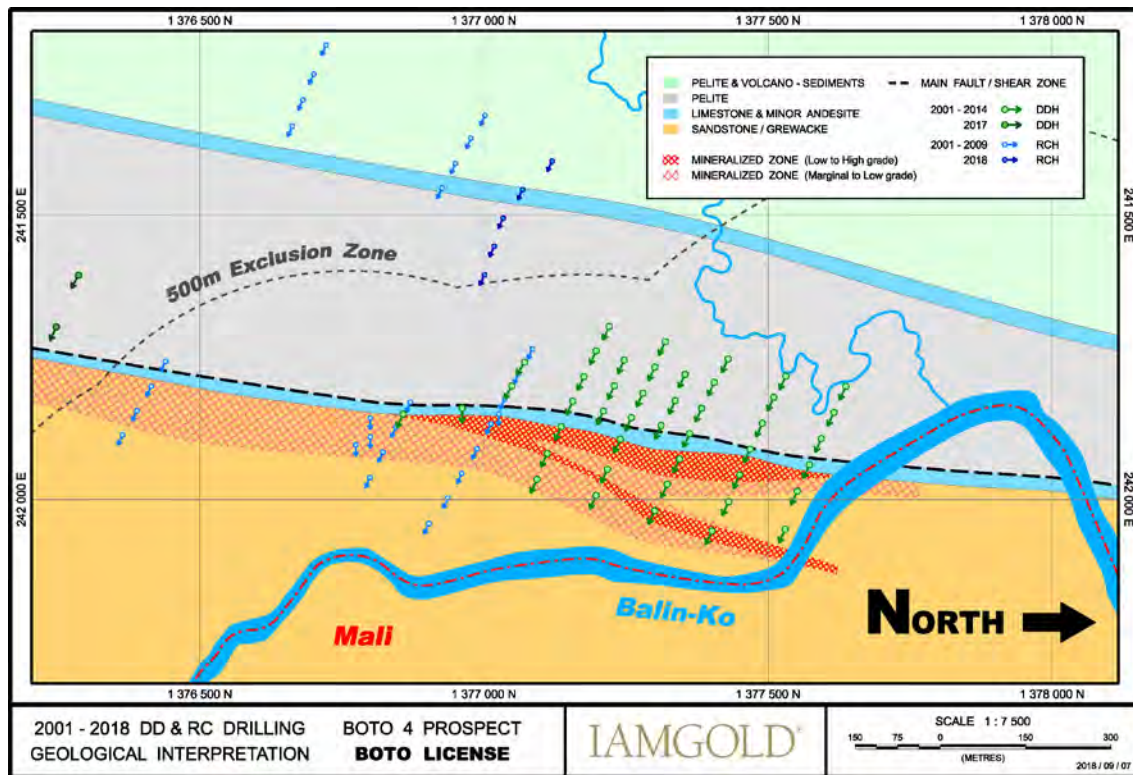 1 376 500 N 1 377 000 N 1 377 500 N 1 378 000 N
PELITE & VOLCANO - SEDIMENTS
PELITE
LIMESTONE & MINOR ANDESITE
SANDSTONE / GREWACKE
MINERALIZED ZONE (Low to High grade)
MINERALIZED ZONE (Marginal to Low grade)
MAIN FAULT / SHEAR ZONE
2001 - 2014 DDH
2017 DDH
2001 - 2009 RCH
2018 RCH
241 500 E
241 500 E
500m Exclusion Zone
242 000 E
242 000 E
Balin-Ko
Mali
NORTH
1 376 500 N 1 377 000 N 1 377 500 N 1 378 000 N
2001 - 2018 DD & RC DRILLING
GEOLOGICAL INTERPRETATION
BOTO 4 PROSPECT
BOTO LICENSE
IAMGOLD®
SCALE 1 : 7 500
150 75 0 150 300
(METRES)
2018 / 09 / 07